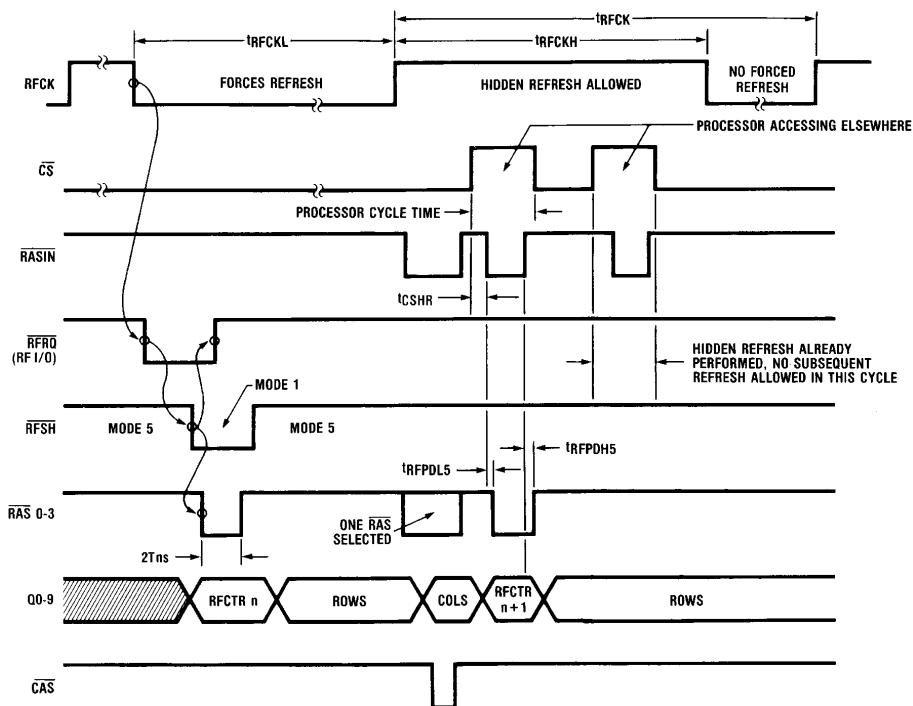 tRFCK
tRFCKL
tRFCKH
RFCK
FORCES REFRESH
HIDDEN REFRESH ALLOWED
NO FORCED
REFRESH
PROCESSOR ACCESSING ELSEWHERE
CS
PROCESSOR CYCLE TIME
RASIN
tCSHR
RFRQ
(RF I/O)
HIDDEN REFRESH ALREADY
PERFORMED, NO SUBSEQUENT
REFRESH ALLOWED IN THIS CYCLE
MODE 1
RFSH
MODE 5
MODE 5
tRFPDL5
tRFPDH5
RAS 0-3
ONE RAS
SELECTED
2Tns
Q0-9
RFCTR n
ROWS
COLS
RFCTR
n+1
ROWS
CAS